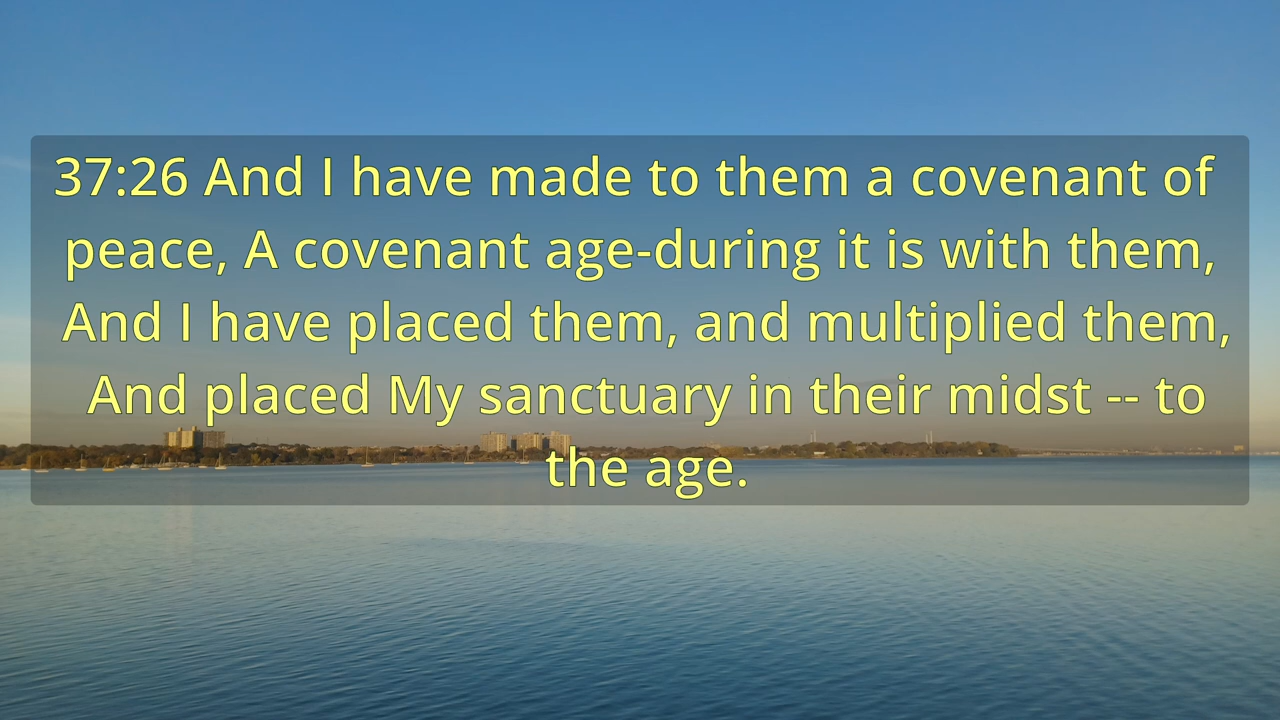 37:26 And I have made to them a covenant of
peace, A covenant age-during it is with them,
And I have placed them, and multiplied them,
And placed My sanctuary in their midst -- to
the age.